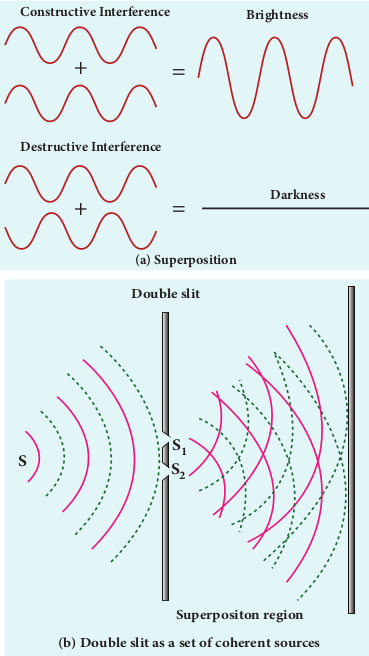 Constructive Interference
Brightness
+
=
Destructive Interference
Darkness
+
=
(a) Superposition
Double slit
S
S1
S2
Superpositon region
(b) Double slit as a set of coherent sources